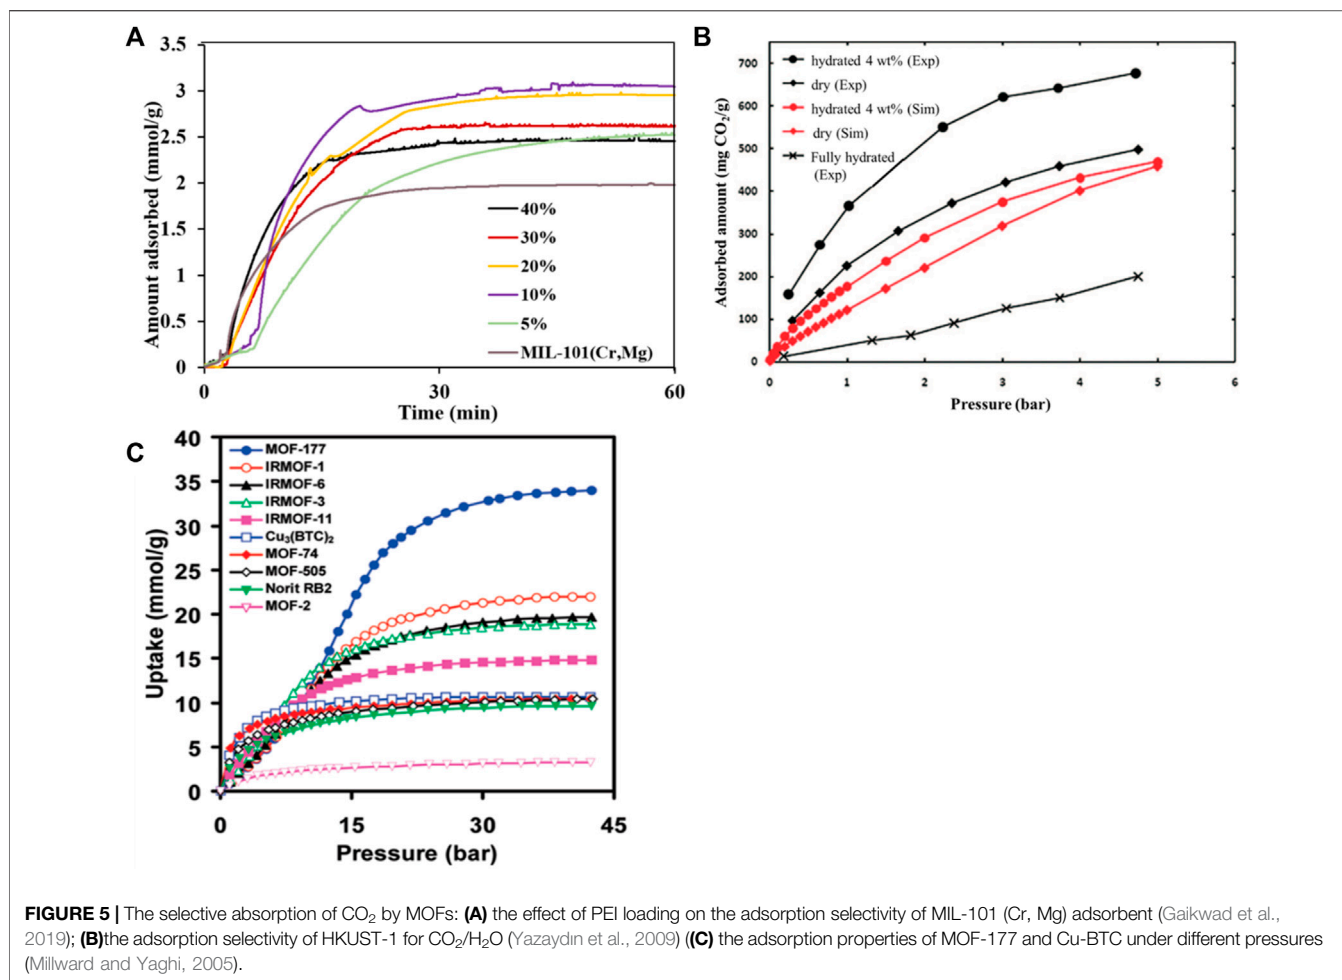 A
Amount adsorbed (mmol/g)
3.5
3
2.5
2
1.5
1
0.5
0
0
30
60
Time (min)
40%
30%
20%
10%
5%
MIL-101(Cr,Mg)
B
Adsorbed amount (mg CO₂/g)
700
600
500
400
300
200
100
0
0
1
2
3
4
5
6
Pressure (bar)
hydrated 4 wt% (Exp)
dry (Exp)
hydrated 4 wt% (Sim)
dry (Sim)
Fully hydrated
(Exp)
C
Uptake (mmol/g)
40
35
30
25
20
15
10
5
0
0
15
30
45
Pressure (bar)
MOF-177
IRMOF-1
IRMOF-6
IRMOF-3
IRMOF-11
Cu₃(BTC)₂
MOF-74
MOF-505
Norit RB2
MOF-2
FIGURE 5 | The selective absorption of CO₂ by MOFs: (A) the effect of PEI loading on the adsorption selectivity of MIL-101 (Cr, Mg) adsorbent (Gaikwad et al.,
2019); (B)the adsorption selectivity of HKUST-1 for CO₂/H₂O (Yazaydın et al., 2009) ((C) the adsorption properties of MOF-177 and Cu-BTC under different pressures
(Millward and Yaghi, 2005).